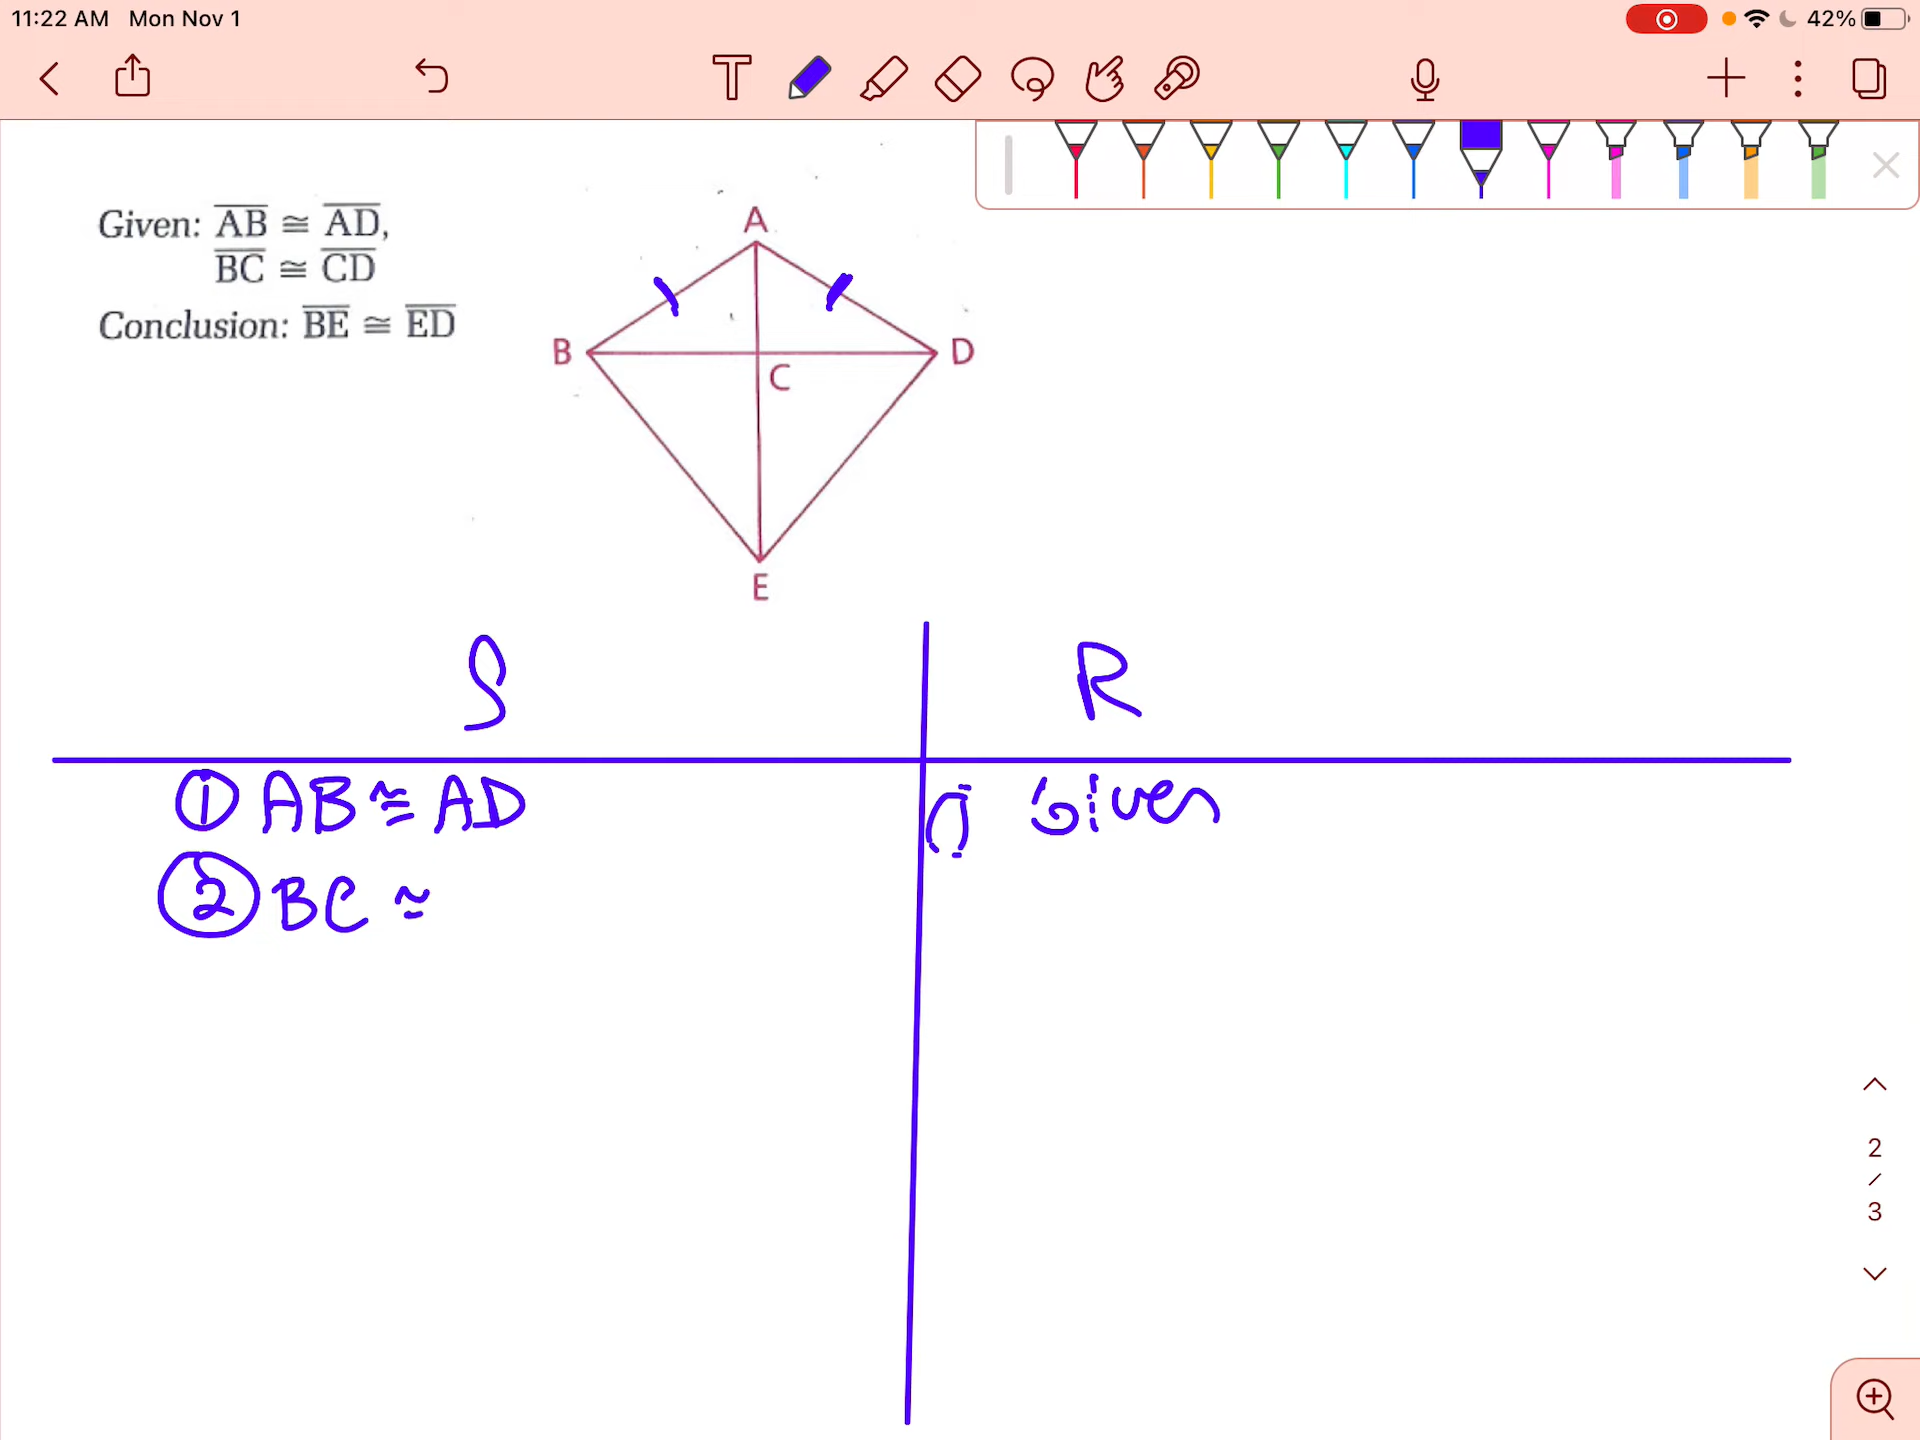 11:22 AM Mon Nov 1
42%
T
Given: AB ≅ AD,
BC ≅ CD
Conclusion: BE ≅ ED
A
B
D
C
E
S
R
① AB ≅ AD
Given
② BC ≅
2
/
3